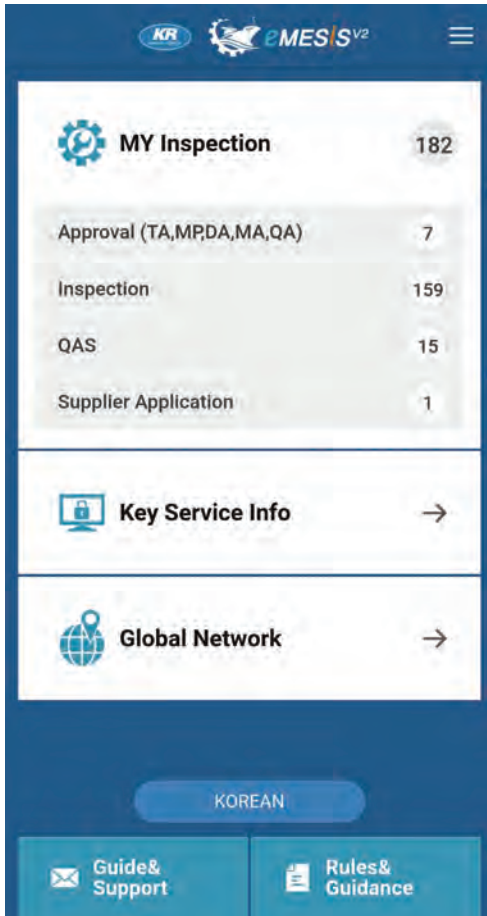 KR
eMESIS V2
MY Inspection 182
Approval (TA,MP,DA,MA,QA) 7
Inspection 159
QAS 15
Supplier Application 1
Key Service Info
Global Network
KOREAN
Guide&
Support
Rules&
Guidance